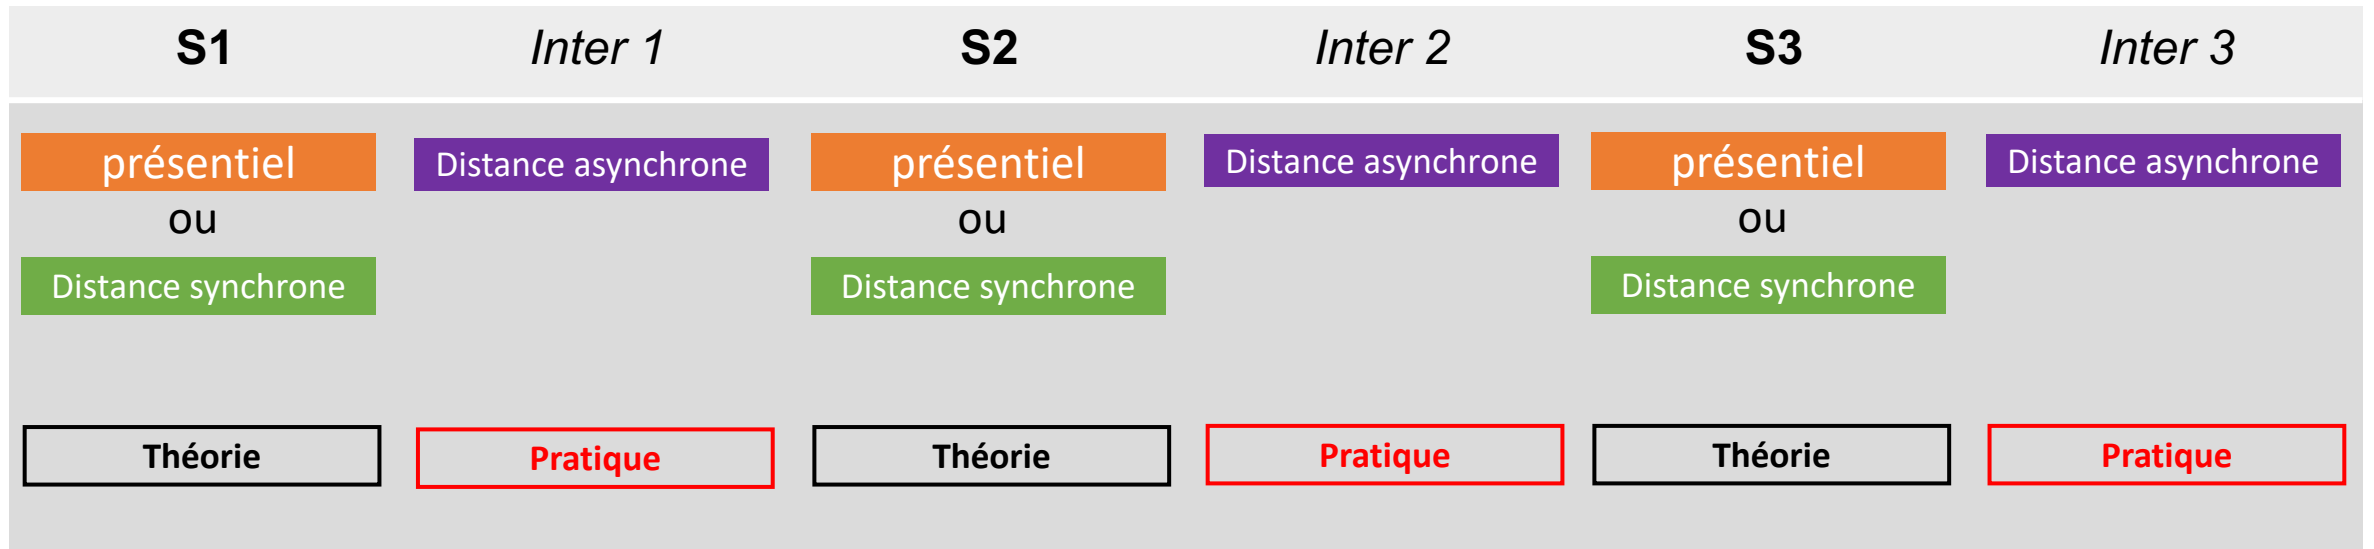 S1 Inter 1 S2 Inter 2 S3 Inter 3
présentiel Distance asynchrone présentiel Distance asynchrone présentiel Distance asynchrone
ou ou ou
Distance synchrone Distance synchrone Distance synchrone
Théorie Pratique Théorie Pratique Théorie Pratique